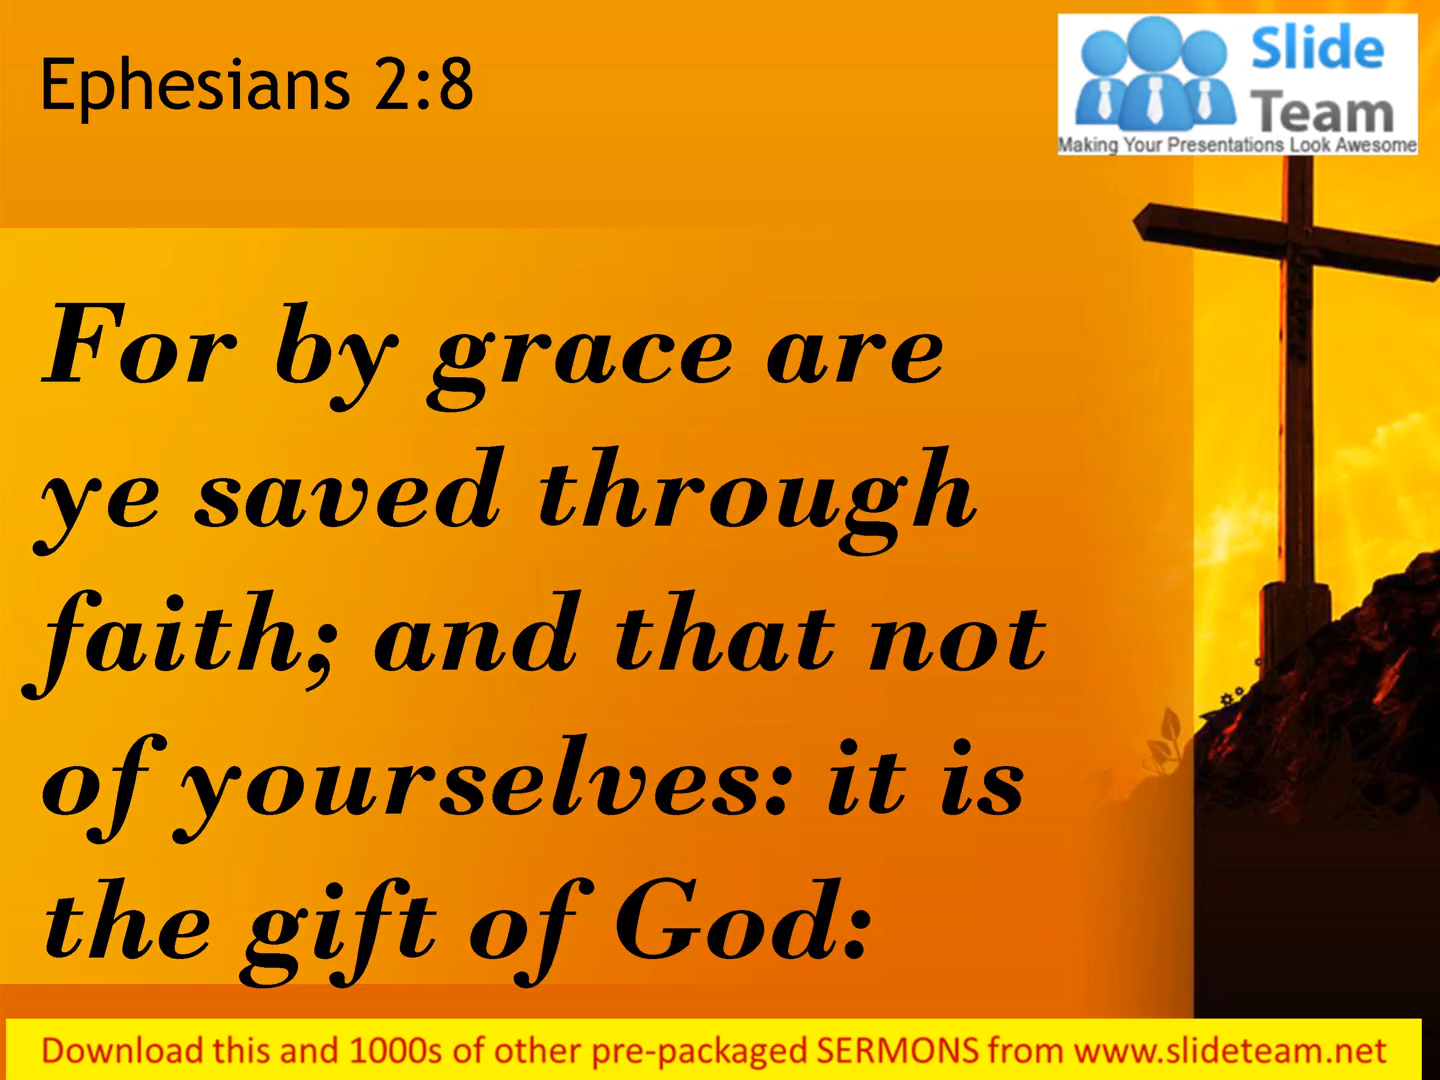 Ephesians 2:8
Slide
Team
Making Your Presentations Look Awesome
For by grace are
ye saved through
faith; and that not
of yourselves: it is
the gift of God:
Download this and 1000s of other pre-packaged SERMONS from www.slideteam.net